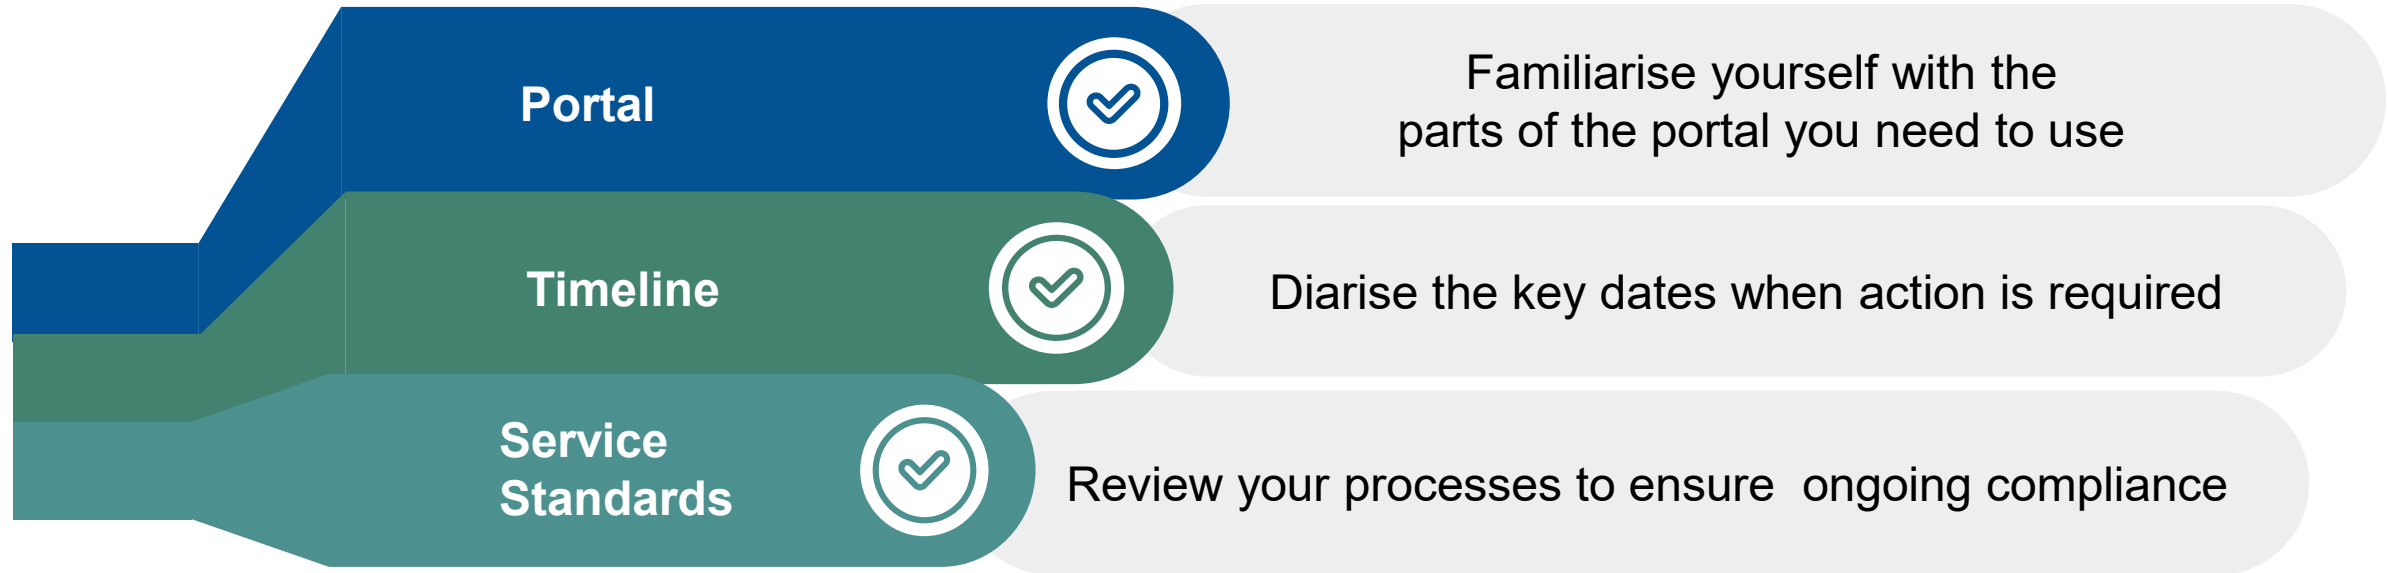 Portal
Familiarise yourself with the
parts of the portal you need to use
Timeline
Diarise the key dates when action is required
Service
Standards
Review your processes to ensure  ongoing compliance